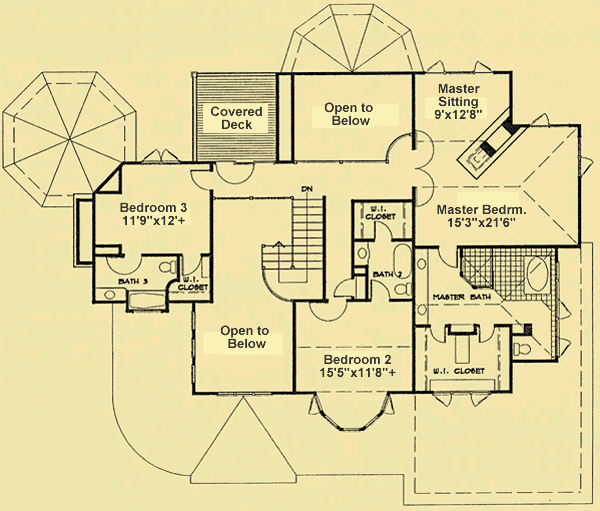 Master
Sitting
9'x12'8"
Covered
Deck
Open to
Below
Bedroom 3
11'9"x12'+
DN
W.I.
CLOSET
Master Bedrm.
15'3"x21'6"
BATH 2
BATH 3
W.I.
CLOSET
MASTER BATH
Open to
Below
Bedroom 2
15'5"x11'8"+
W.I. CLOSET